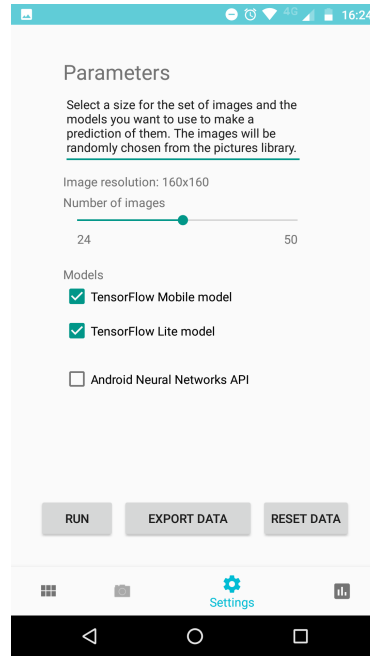 4G 16:24
Parameters
Select a size for the set of images and the
models you want to use to make a
prediction of them. The images will be
randomly chosen from the pictures library.
Image resolution: 160x160
Number of images
24 50
Models
TensorFlow Mobile model
TensorFlow Lite model
Android Neural Networks API
RUN EXPORT DATA RESET DATA
Settings